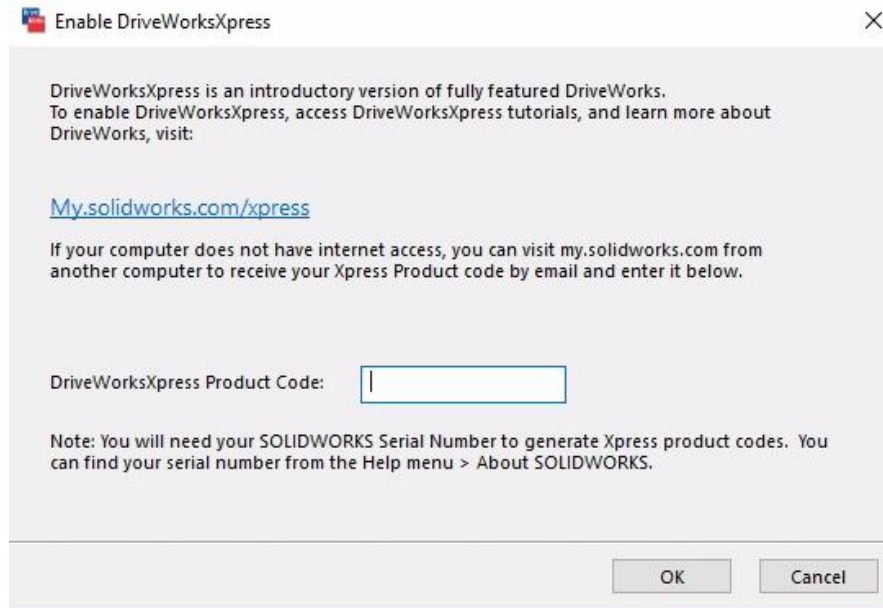 Enable DriveWorksXpress
DriveWorksXpress is an introductory version of fully featured DriveWorks.
To enable DriveWorksXpress, access DriveWorksXpress tutorials, and learn more about
DriveWorks, visit:
My.solidworks.com/xpress
If your computer does not have internet access, you can visit my.solidworks.com from
another computer to receive your Xpress Product code by email and enter it below.
DriveWorksXpress Product Code:
Note: You will need your SOLIDWORKS Serial Number to generate Xpress product codes.  You
can find your serial number from the Help menu > About SOLIDWORKS.
OK
Cancel